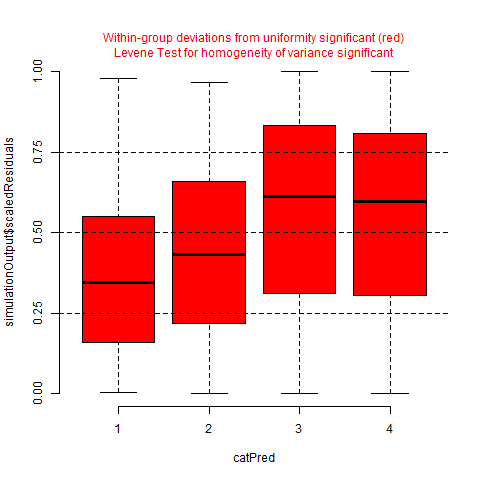 Within-group deviations from uniformity significant (red)
Levene Test for homogeneity of variance significant
simulationOutput$scaledResiduals
1.00
0.75
0.50
0.25
0.00
1 2 3 4
catPred